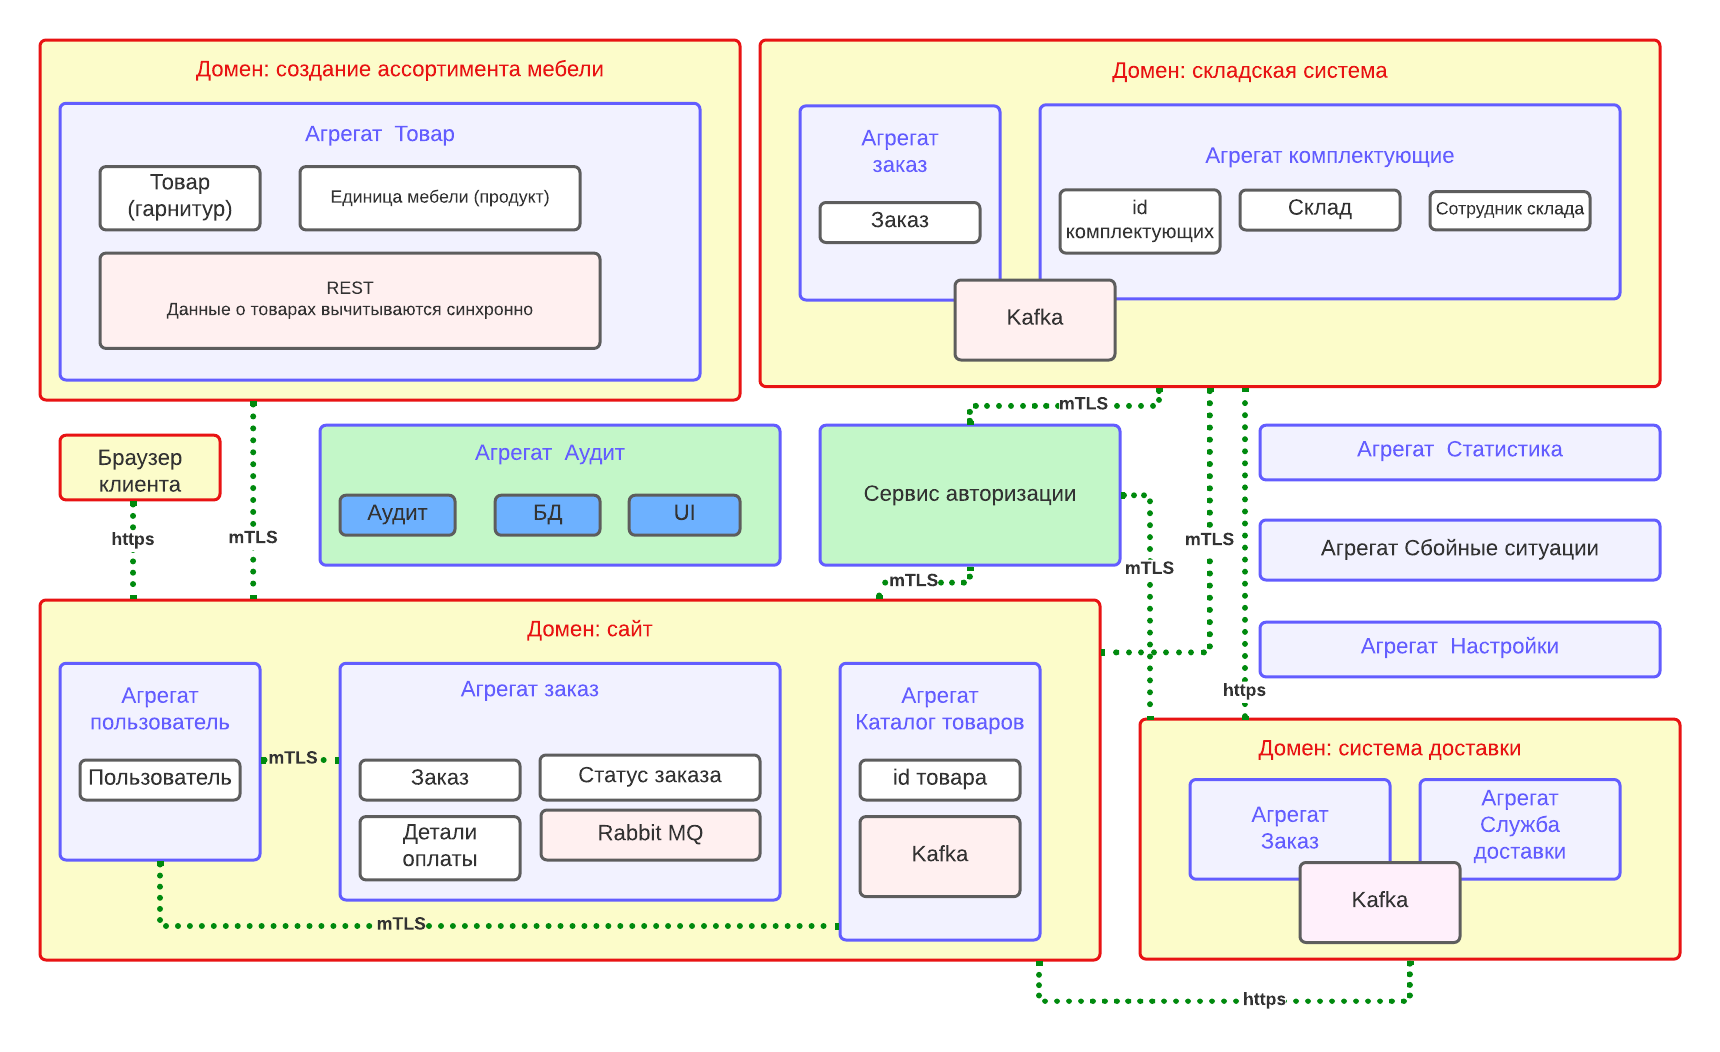 Домен: создание ассортимента мебели
Агрегат  Товар
Товар
(гарнитур)
Единица мебели (продукт)
REST
Данные о товарах вычитываются синхронно
Домен: складская система
Агрегат
заказ
Заказ
Агрегат комплектующие
id
комплектующих
Склад
Сотрудник склада
Kafka
mTLS
Браузер
клиента
https
mTLS
Агрегат  Аудит
Аудит
БД
UI
Сервис авторизации
mTLS
mTLS
mTLS
Агрегат  Статистика
Агрегат Сбойные ситуации
Агрегат  Настройки
https
Домен: сайт
Агрегат
пользователь
Пользователь
mTLS
Агрегат заказ
Заказ
Статус заказа
Детали
оплаты
Rabbit MQ
Агрегат
Каталог товаров
id товара
Kafka
mTLS
Домен: система доставки
Агрегат
Заказ
Агрегат
Служба
доставки
Kafka
https